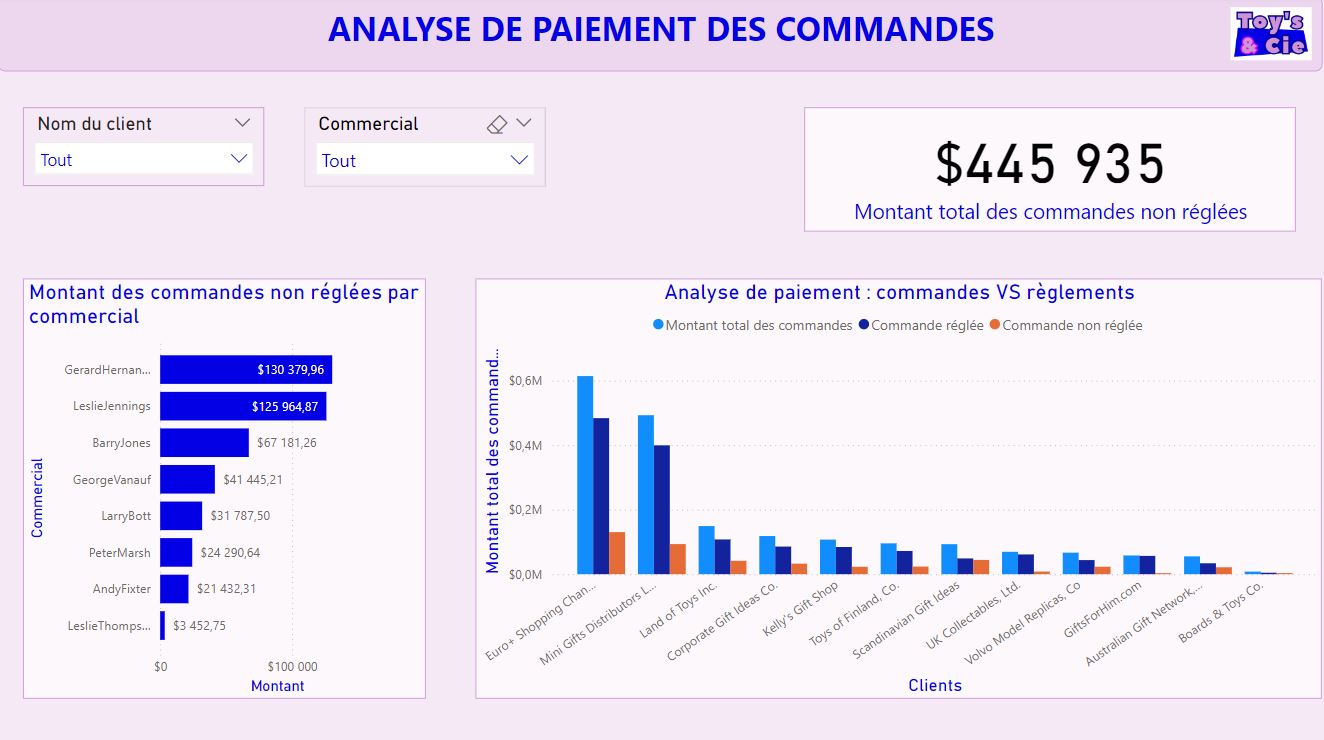 ANALYSE DE PAIEMENT DES COMMANDES
Toy's
& Cie
Nom du client
Tout
Commercial
Tout
$445 935
Montant total des commandes non réglées
Montant des commandes non réglées par
commercial
Commercial
GerardHernan... $130 379,96
LeslieJennings $125 964,87
BarryJones $67 181,26
GeorgeVanauf $41 445,21
LarryBott $31 787,50
PeterMarsh $24 290,64
AndyFixter $21 432,31
LeslieThomps... $3 452,75
$0 $100 000
Montant
Analyse de paiement : commandes VS règlements
Montant total des commandes Commande réglée Commande non réglée
Montant total des command...
$0,6M
$0,4M
$0,2M
$0,0M
Euro+ Shopping Chan...
Mini Gifts Distributors L...
Land of Toys Inc.
Corporate Gift Ideas Co.
Kelly's Gift Shop
Toys of Finland, Co.
Scandinavian Gift Ideas
UK Collectables, Ltd.
Volvo Model Replicas, Co
GiftsForHim.com
Australian Gift Network,...
Boards & Toys Co.
Clients